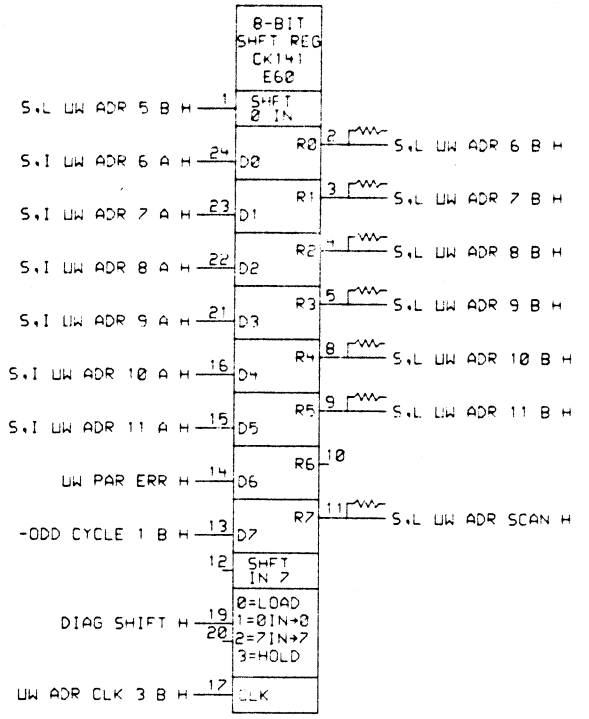 8-BIT
SHFT REG
CK141
E60
S.L UW ADR 5 B H 1 SHFT
0 IN
R0 2 S.L UW ADR 6 B H
S.I UW ADR 6 A H 24 D0
R1 3 S.L UW ADR 7 B H
S.I UW ADR 7 A H 23 D1
R2 4 S.L UW ADR 8 B H
S.I UW ADR 8 A H 22 D2
R3 5 S.L UW ADR 9 B H
S.I UW ADR 9 A H 21 D3
R4 8 S.L UW ADR 10 B H
S.I UW ADR 10 A H 16 D4
R5 9 S.L UW ADR 11 B H
S.I UW ADR 11 A H 15 D5
R6 10
UW PAR ERR H 14 D6
R7 11 S.L UW ADR SCAN H
-ODD CYCLE 1 B H 13 D7
12 SHFT
IN 7
0=LOAD
DIAG SHIFT H 19 1=0IN→0
20 2=7IN→7
3=HOLD
UW ADR CLK 3 B H 17 CLK